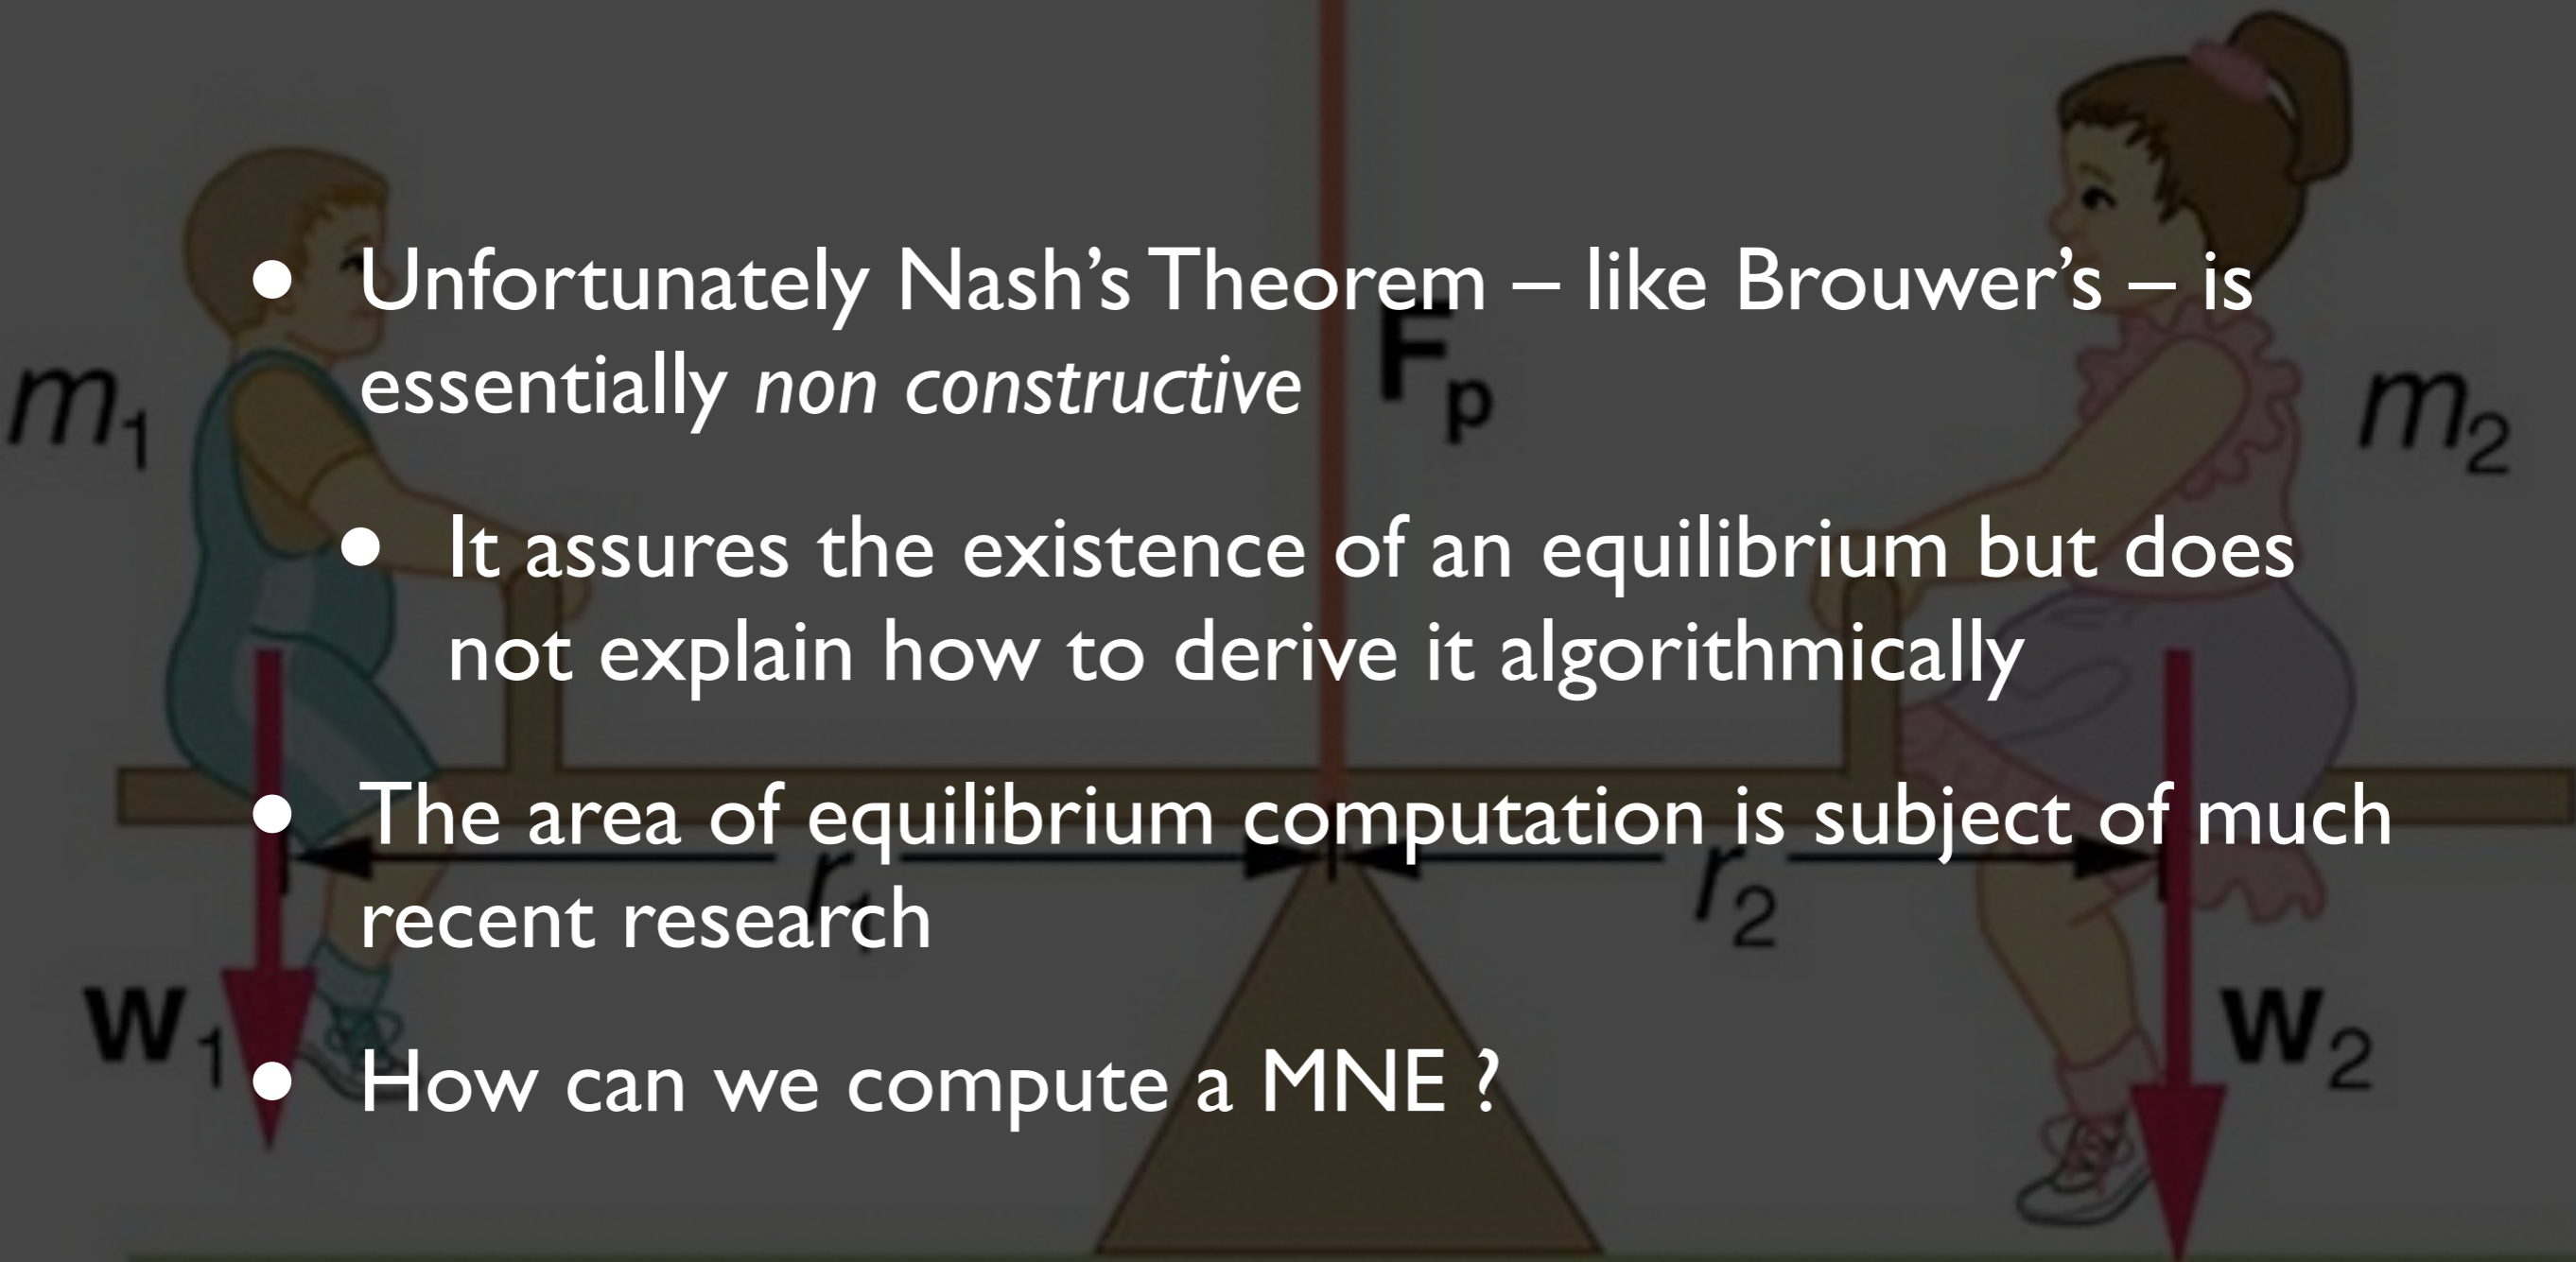 • Unfortunately Nash’s Theorem – like Brouwer’s – is
essentially non constructive
Fp
m1
m2
• It assures the existence of an equilibrium but does
not explain how to derive it algorithmically
• The area of equilibrium computation is subject of much
recent research
r1
r2
w1
w2
• How can we compute a MNE ?